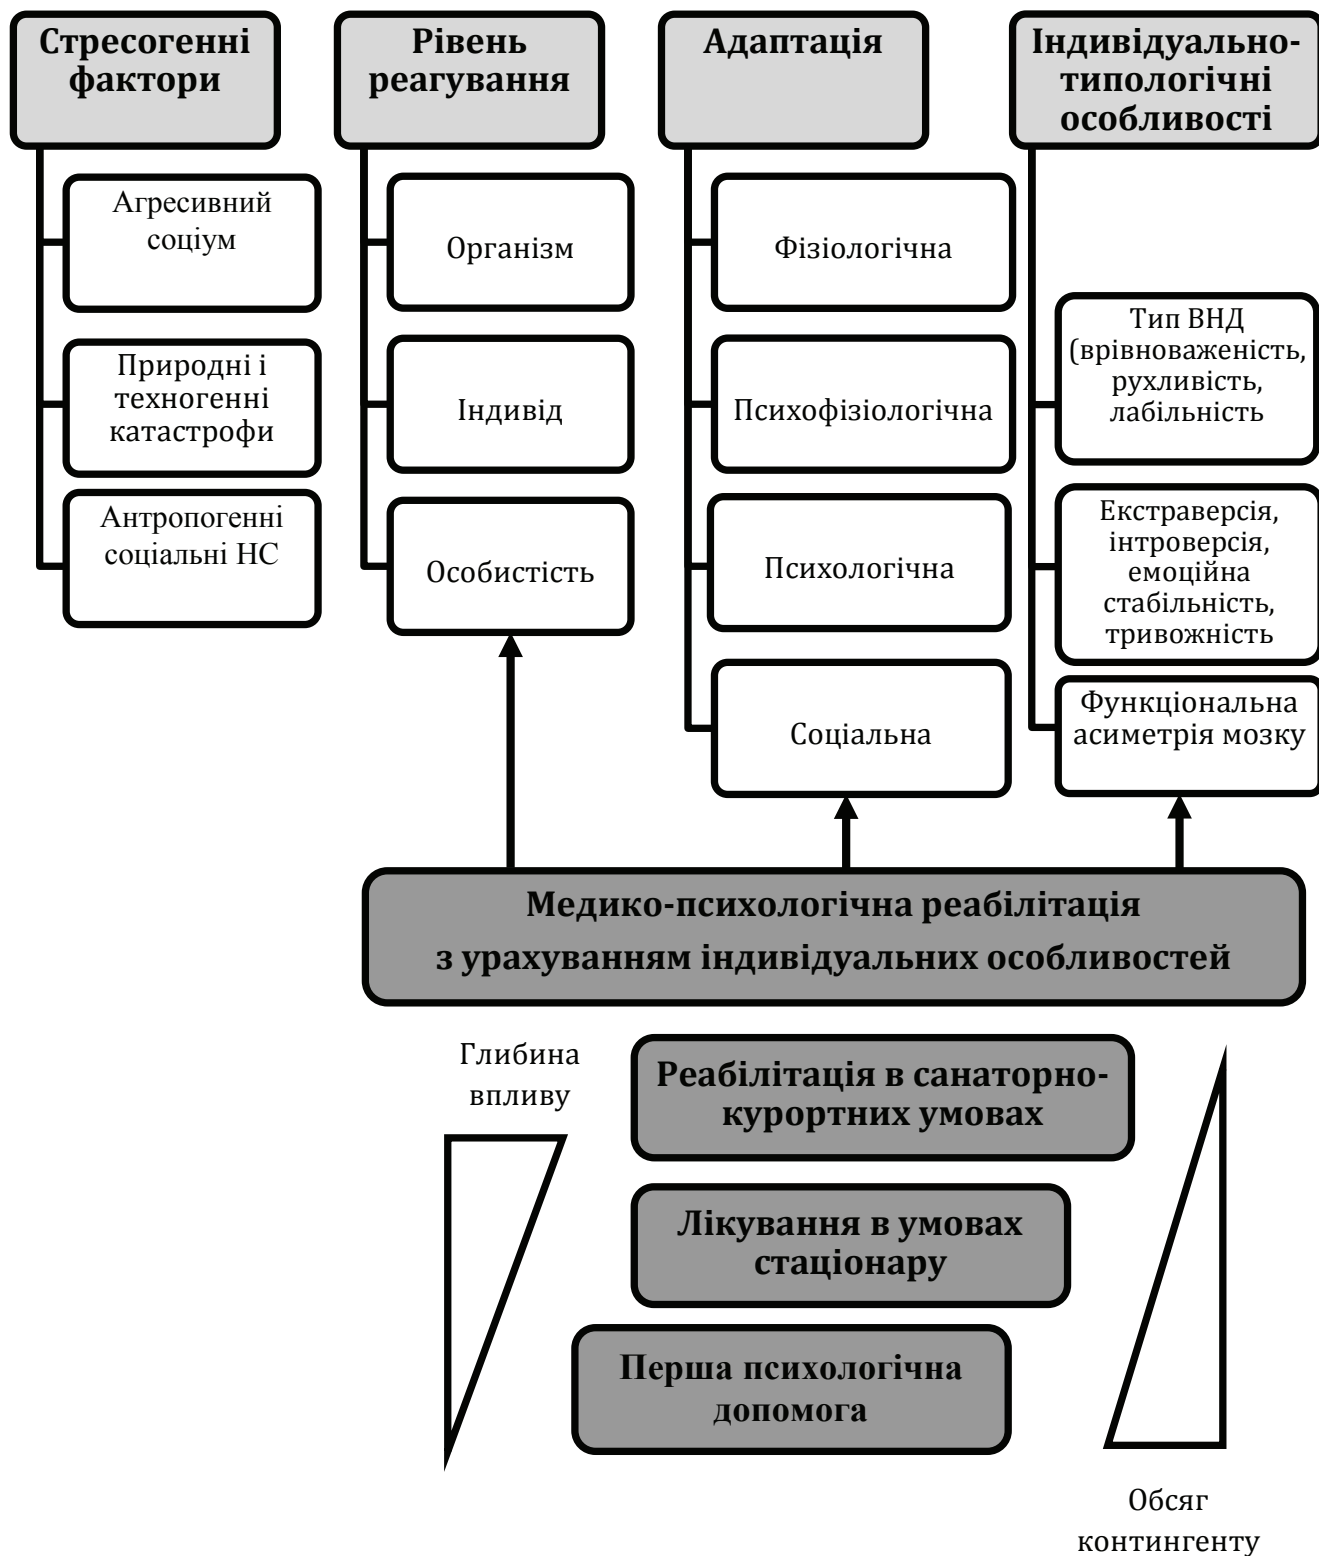 Стресогенні
фактори
Агресивний
соціум
Природні і
техногенні
катастрофи
Антропогенні
соціальні НС
Рівень
реагування
Організм
Індивід
Особистість
Адаптація
Фізіологічна
Психофізіологічна
Психологічна
Соціальна
Індивідуально-
типологічні
особливості
Тип ВНД
(врівноваженість,
рухливість,
лабільність
Екстраверсія,
інтроверсія,
емоційна
стабільність,
тривожність
Функціональна
асиметрія мозку
Медико-психологічна реабілітація
з урахуванням індивідуальних особливостей
Глибина
впливу
Реабілітація в санаторно-
курортних умовах
Лікування в умовах
стаціонару
Перша психологічна
допомога
Обсяг
контингенту